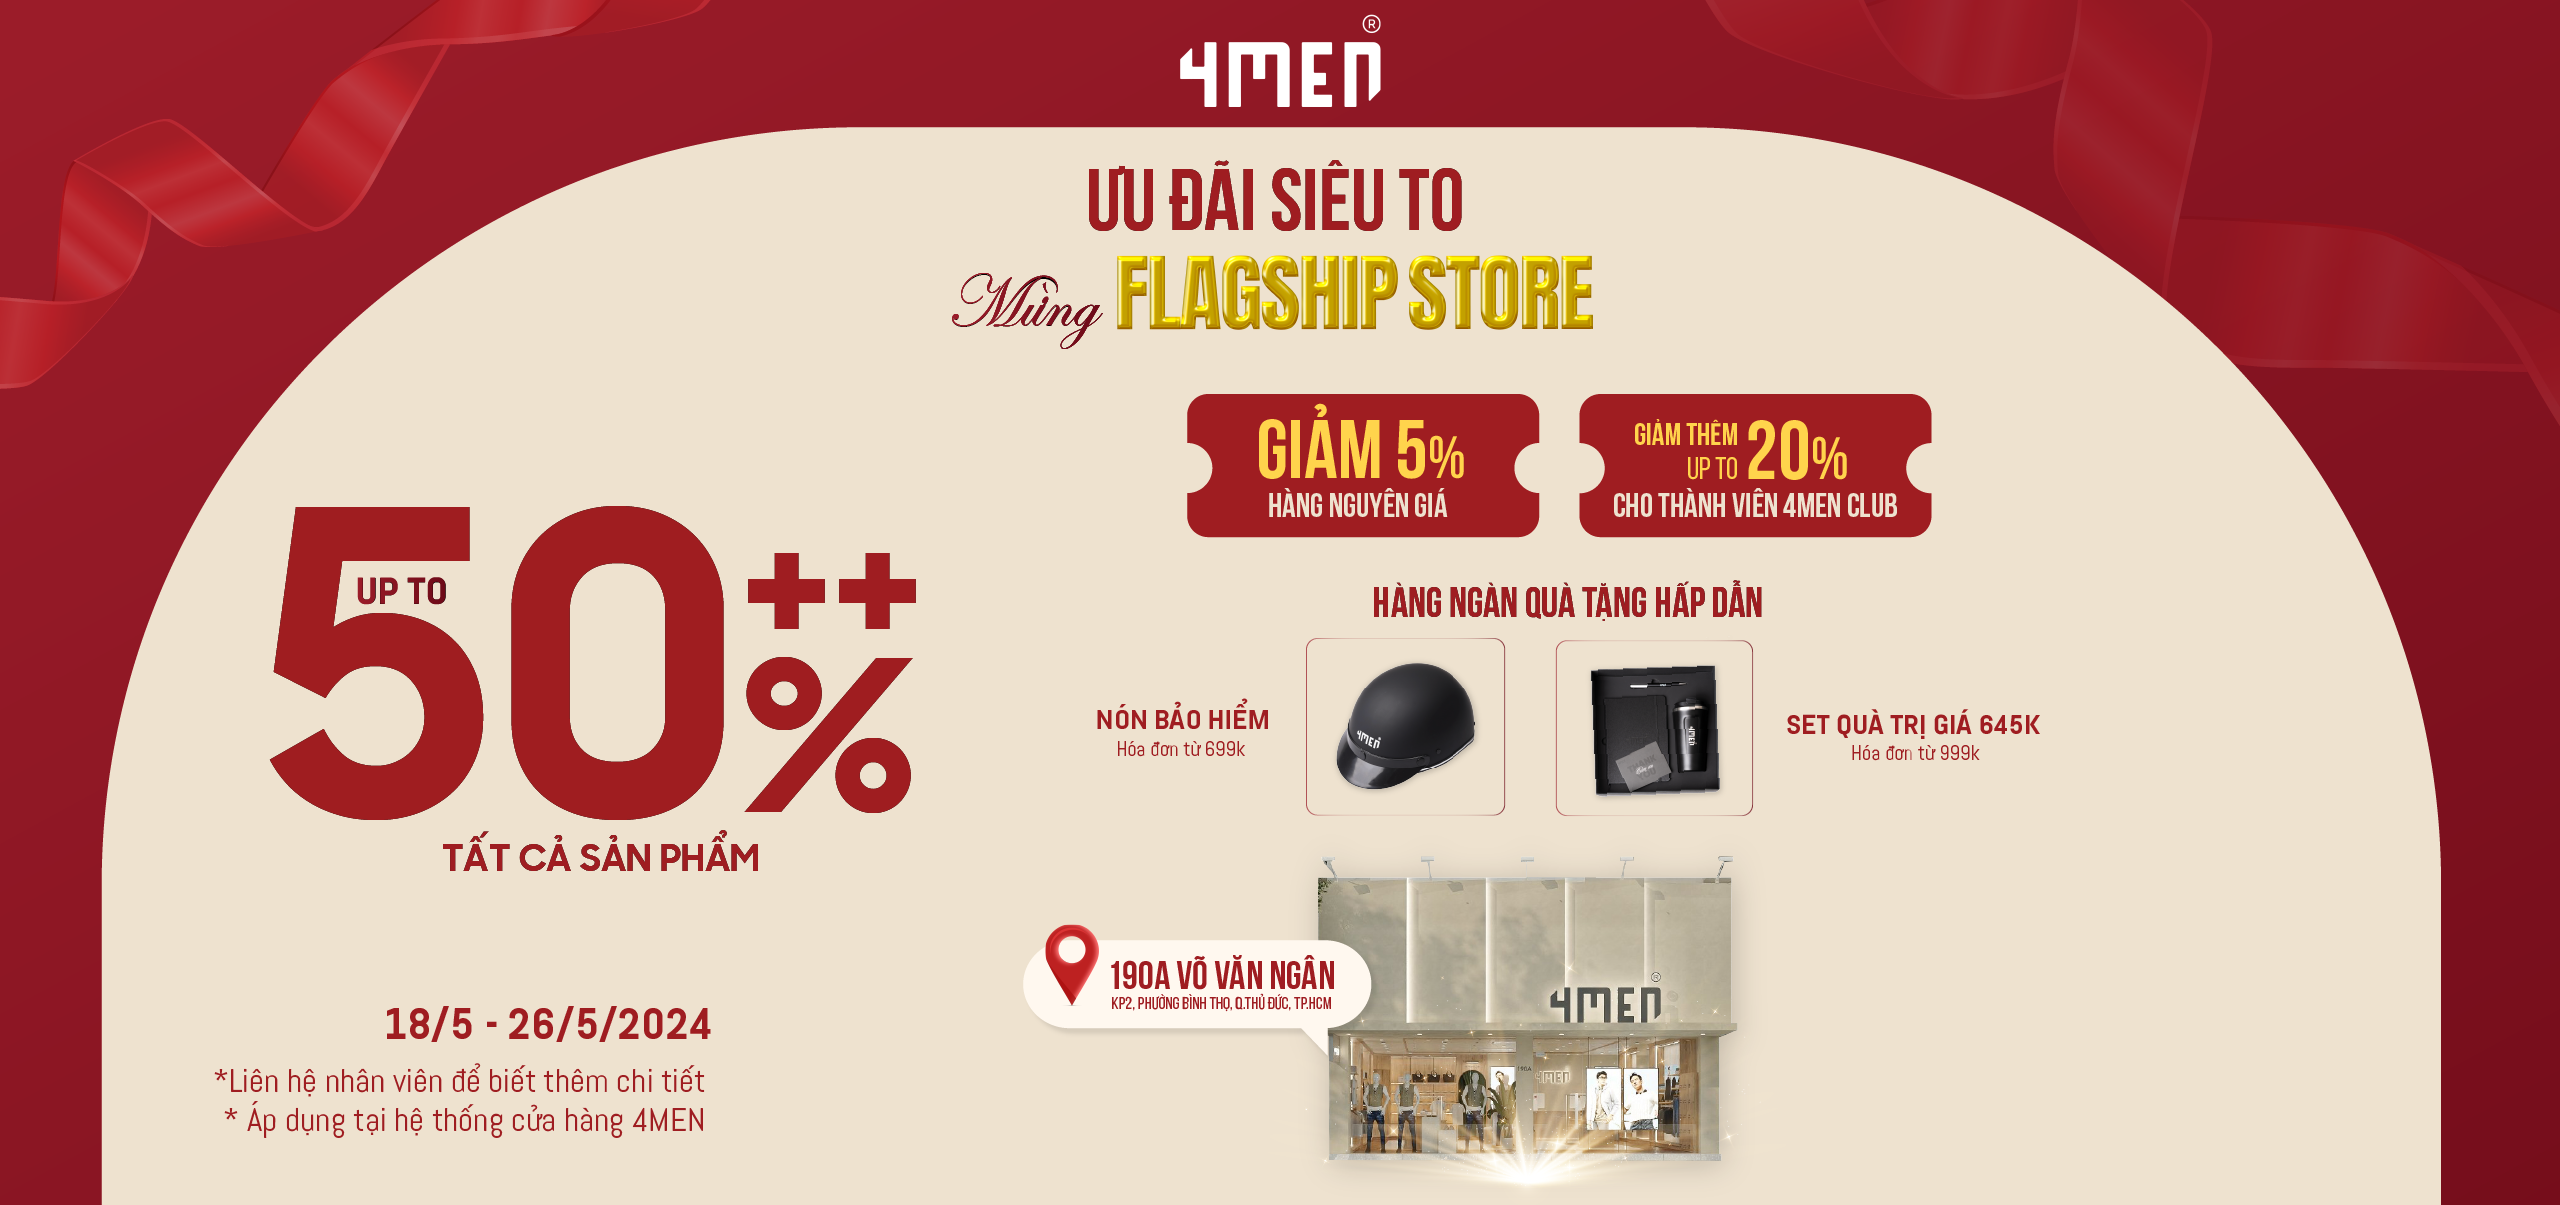 4MEN®
ƯU ĐÃI SIÊU TO
Mừng FLAGSHIP STORE
UP TO
50++%
TẤT CẢ SẢN PHẨM
GIẢM 5%
HÀNG NGUYÊN GIÁ
GIẢM THÊM
UP TO 20%
CHO THÀNH VIÊN 4MEN CLUB
HÀNG NGÀN QUÀ TẶNG HẤP DẪN
NÓN BẢO HIỂM
Hóa đơn từ 699k
4MEN
4MEN
SET QUÀ TRỊ GIÁ 645K
Hóa đơn từ 999k
190A VÕ VĂN NGÂN
KP2, PHƯỜNG BÌNH THỌ, Q.THỦ ĐỨC, TP.HCM
4MEN®
190A
4MEN
18/5 - 26/5/2024
*Liên hệ nhân viên để biết thêm chi tiết
* Áp dụng tại hệ thống cửa hàng 4MEN